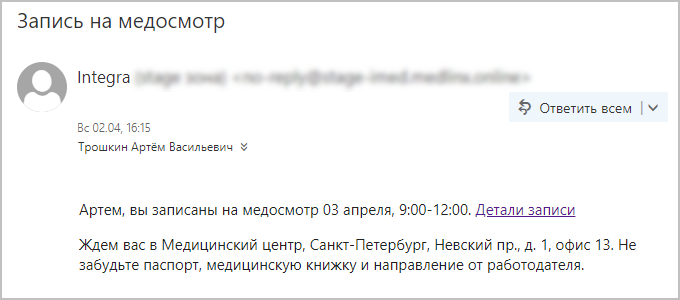 Запись на медосмотр
Integra
Ответить всем
Вс 02.04, 16:15
Трошкин Артём Васильевич
Артем, вы записаны на медосмотр 03 апреля, 9:00-12:00. Детали записи
Ждем вас в Медицинский центр, Санкт-Петербург, Невский пр., д. 1, офис 13. Не
забудьте паспорт, медицинскую книжку и направление от работодателя.